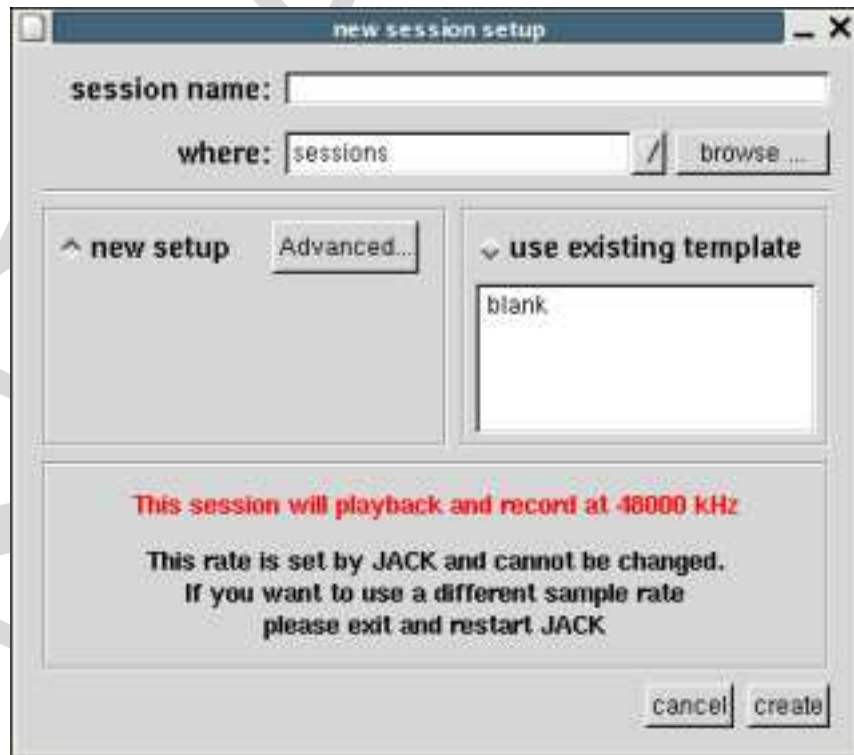 new session setup
session name:
where: sessions / browse ...
new setup Advanced...
use existing template
blank
This session will playback and record at 48000 kHz
This rate is set by JACK and cannot be changed.
If you want to use a different sample rate
please exit and restart JACK
cancel create